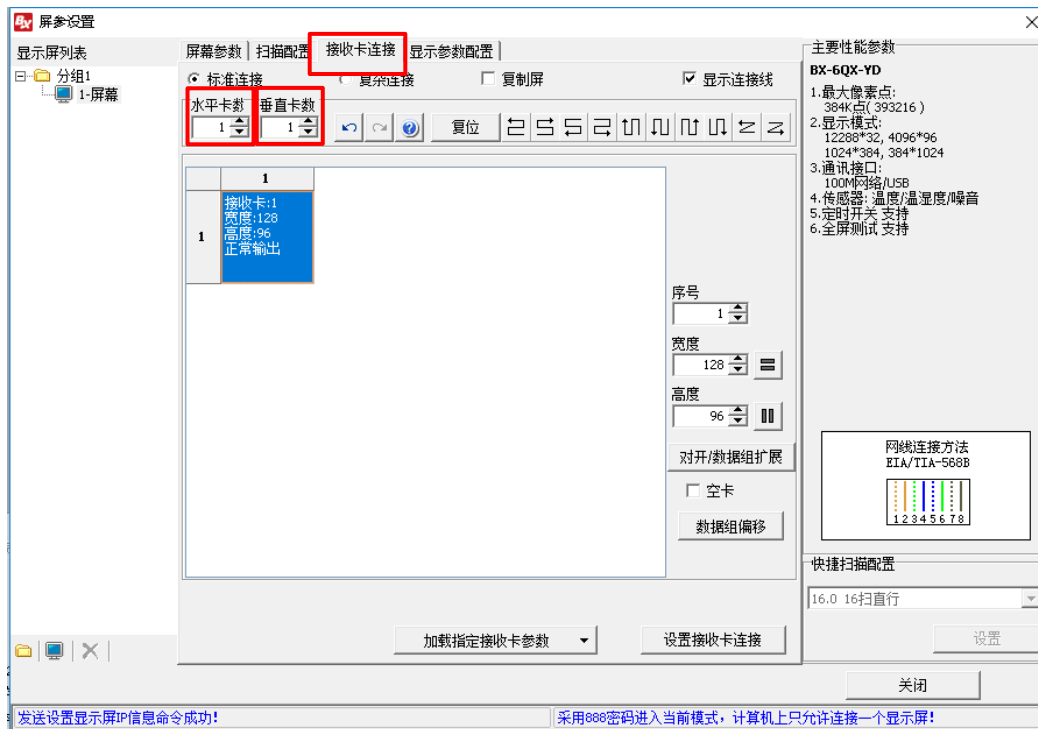 BX 屏参设置
显示屏列表
分组1
1-屏幕
屏幕参数 扫描配置 接收卡连接 显示参数配置
标准连接 复杂连接 复制屏 显示连接线
水平卡数 垂直卡数
1 1 复位
1
1
接收卡:1
宽度:128
高度:96
正常输出
序号
1
宽度
128
高度
96
对开/数据组扩展
空卡
数据组偏移
加载指定接收卡参数 设置接收卡连接
主要性能参数
BX-6QX-YD
1.最大像素点:
384K点( 393216 )
2.显示模式:
12288*32, 4096*96
1024*384, 384*1024
3.通讯接口:
100M网络/USB
4.传感器: 温度/温湿度/噪音
5.定时开关 支持
6.全屏测试 支持
网线连接方法
EIA/TIA-568B
12345678
快捷扫描配置
16.0 16扫直行
设置
关闭
发送设置显示屏IP信息命令成功!
采用888密码进入当前模式，计算机上只允许连接一个显示屏!